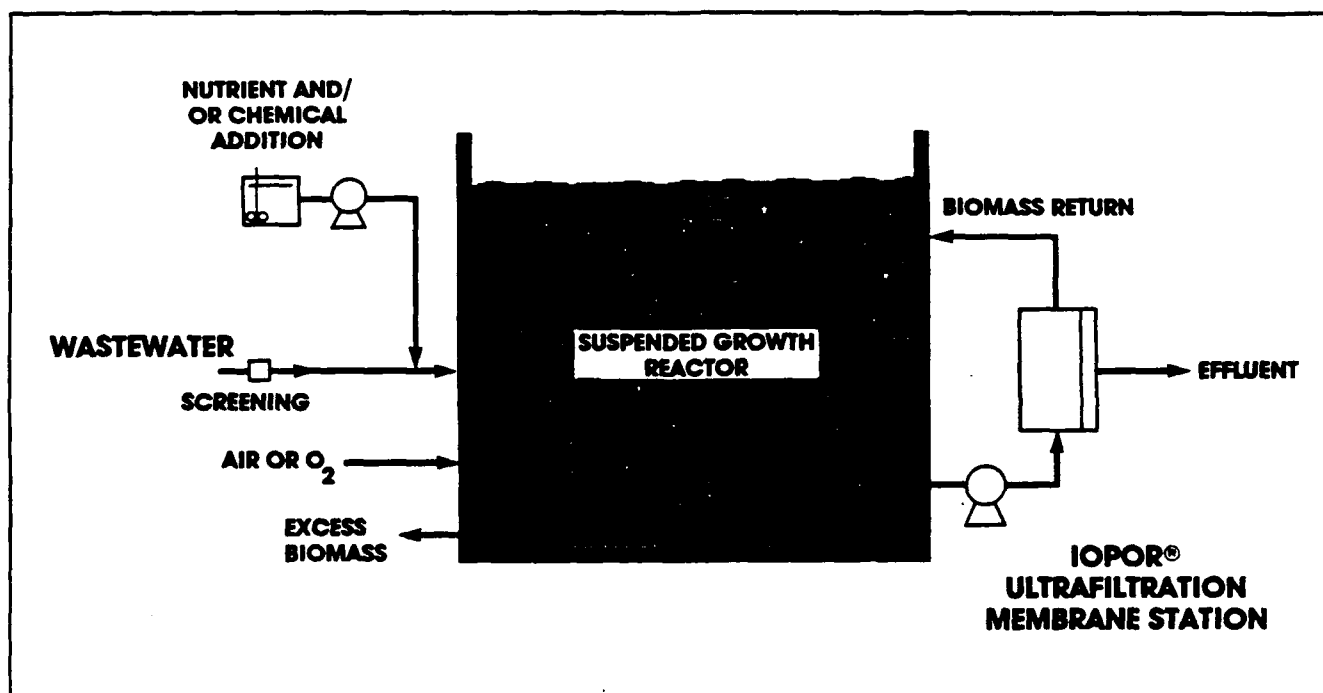 NUTRIENT AND/
OR CHEMICAL
ADDITION
BIOMASS RETURN
WASTEWATER
SCREENING
SUSPENDED GROWTH
REACTOR
EFFLUENT
AIR OR O2
EXCESS
BIOMASS
IOPOR®
ULTRAFILTRATION
MEMBRANE STATION